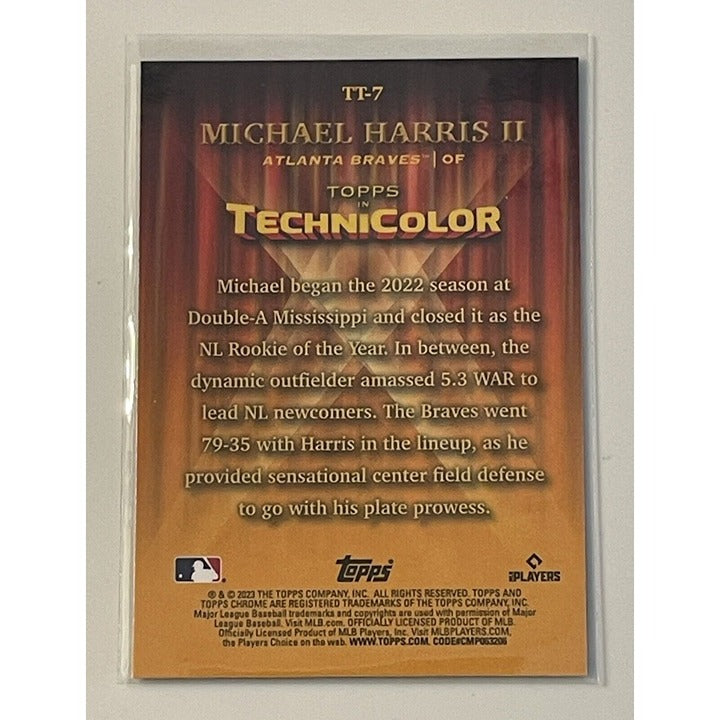 TT-7
MICHAEL HARRIS II
ATLANTA BRAVES™ | OF
TOPPS
IN
TECHNICOLOR
Michael began the 2022 season at
Double-A Mississippi and closed it as the
NL Rookie of the Year. In between, the
dynamic outfielder amassed 5.3 WAR to
lead NL newcomers. The Braves went
79-35 with Harris in the lineup, as he
provided sensational center field defense
to go with his plate prowess.
topps
PLAYERS
® & © 2023 THE TOPPS COMPANY, INC. ALL RIGHTS RESERVED. TOPPS AND
TOPPS CHROME ARE REGISTERED TRADEMARKS OF THE TOPPS COMPANY, INC.
Major League Baseball trademarks and copyrights are used with permission of Major
League Baseball. Visit MLB.com. OFFICIALLY LICENSED PRODUCT OF MLB.
Officially Licensed Product of MLB Players, Inc. Visit MLBPLAYERS.COM,
the Players Choice on the web. WWW.TOPPS.COM. CODE#CMP063206